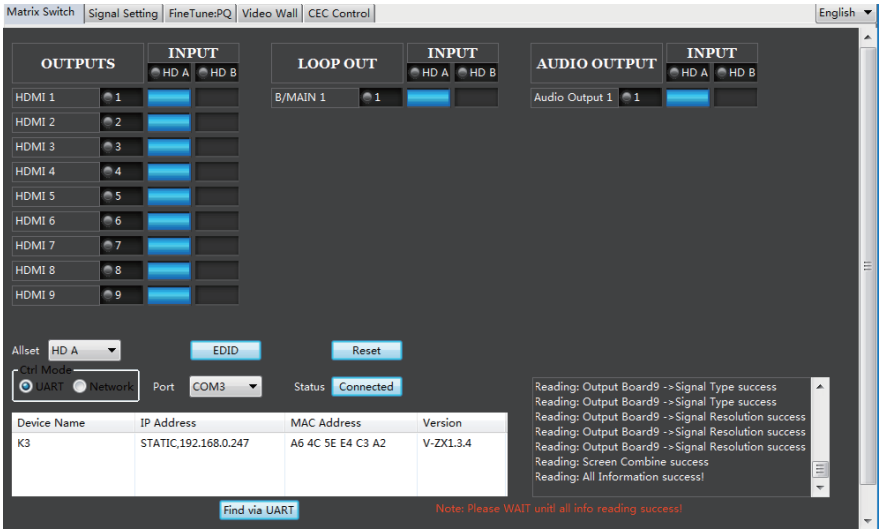 Matrix Switch Signal Setting FineTune:PQ Video Wall CEC Control English
OUTPUTS INPUT LOOP OUT INPUT AUDIO OUTPUT INPUT
HD A HD B HD A HD B HD A HD B
HDMI 1 1 B/MAIN 1 1 Audio Output 1 1
HDMI 2 2
HDMI 3 3
HDMI 4 4
HDMI 5 5
HDMI 6 6
HDMI 7 7
HDMI 8 8
HDMI 9 9
Allset HD A EDID Reset
Ctrl Mode
UART Network Port COM3 Status Connected
Reading: Output Board9 ->Signal Type success
Reading: Output Board9 ->Signal Type success
Reading: Output Board9 ->Signal Resolution success
Reading: Output Board9 ->Signal Resolution success
Reading: Output Board9 ->Signal Resolution success
Reading: Screen Combine success
Reading: All Information success!
Device Name IP Address MAC Address Version
K3 STATIC,192.168.0.247 A6 4C 5E E4 C3 A2 V-ZX1.3.4
Find via UART Note: Please WAIT unitl all info reading success!